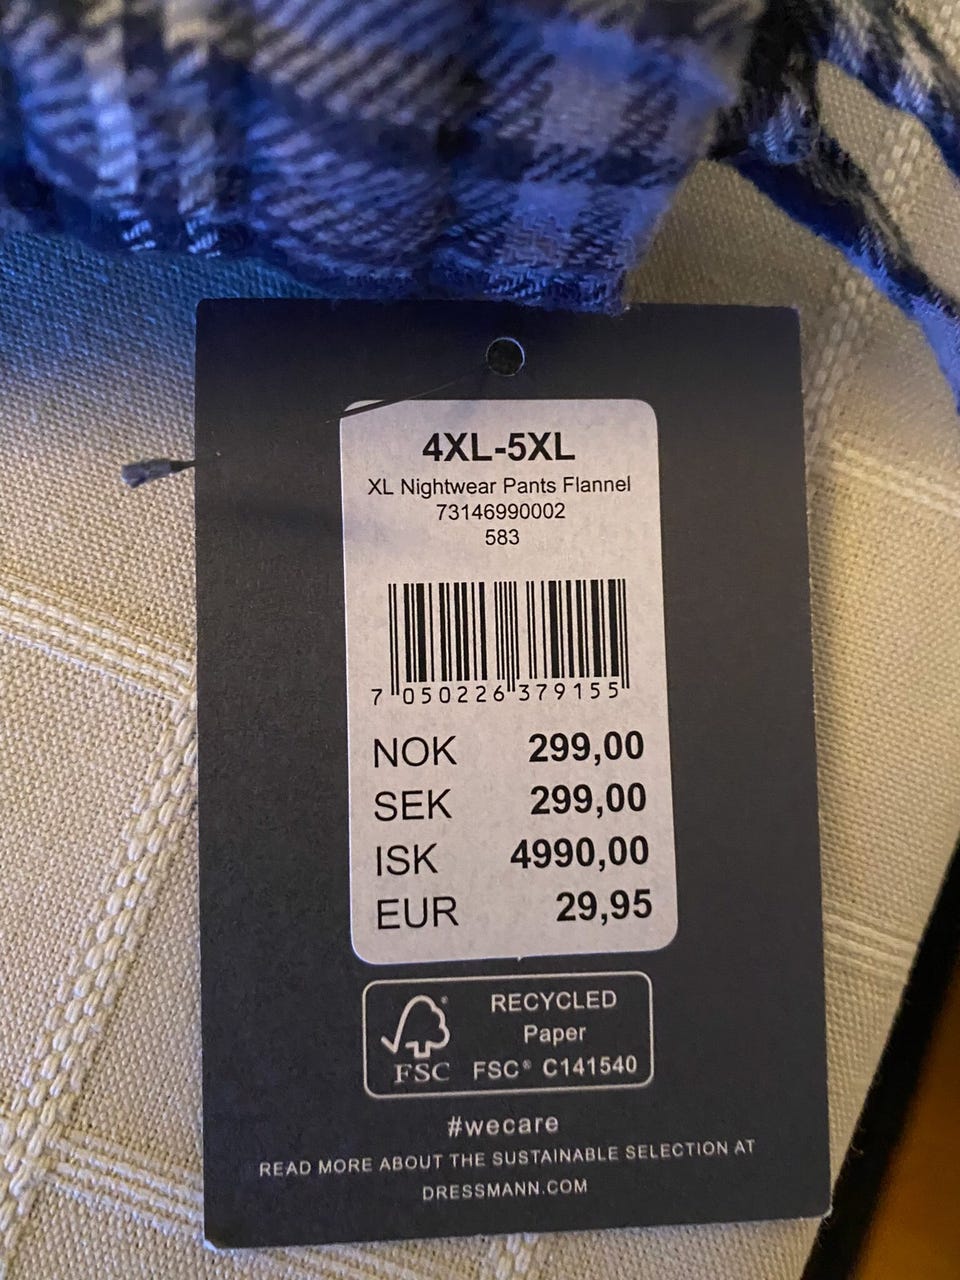 4XL-5XL
XL Nightwear Pants Flannel
73146990002
583
7 050226 379155
NOK 299,00
SEK 299,00
ISK 4990,00
EUR 29,95
RECYCLED
Paper
FSC FSC® C141540
#wecare
READ MORE ABOUT THE SUSTAINABLE SELECTION AT
DRESSMANN.COM